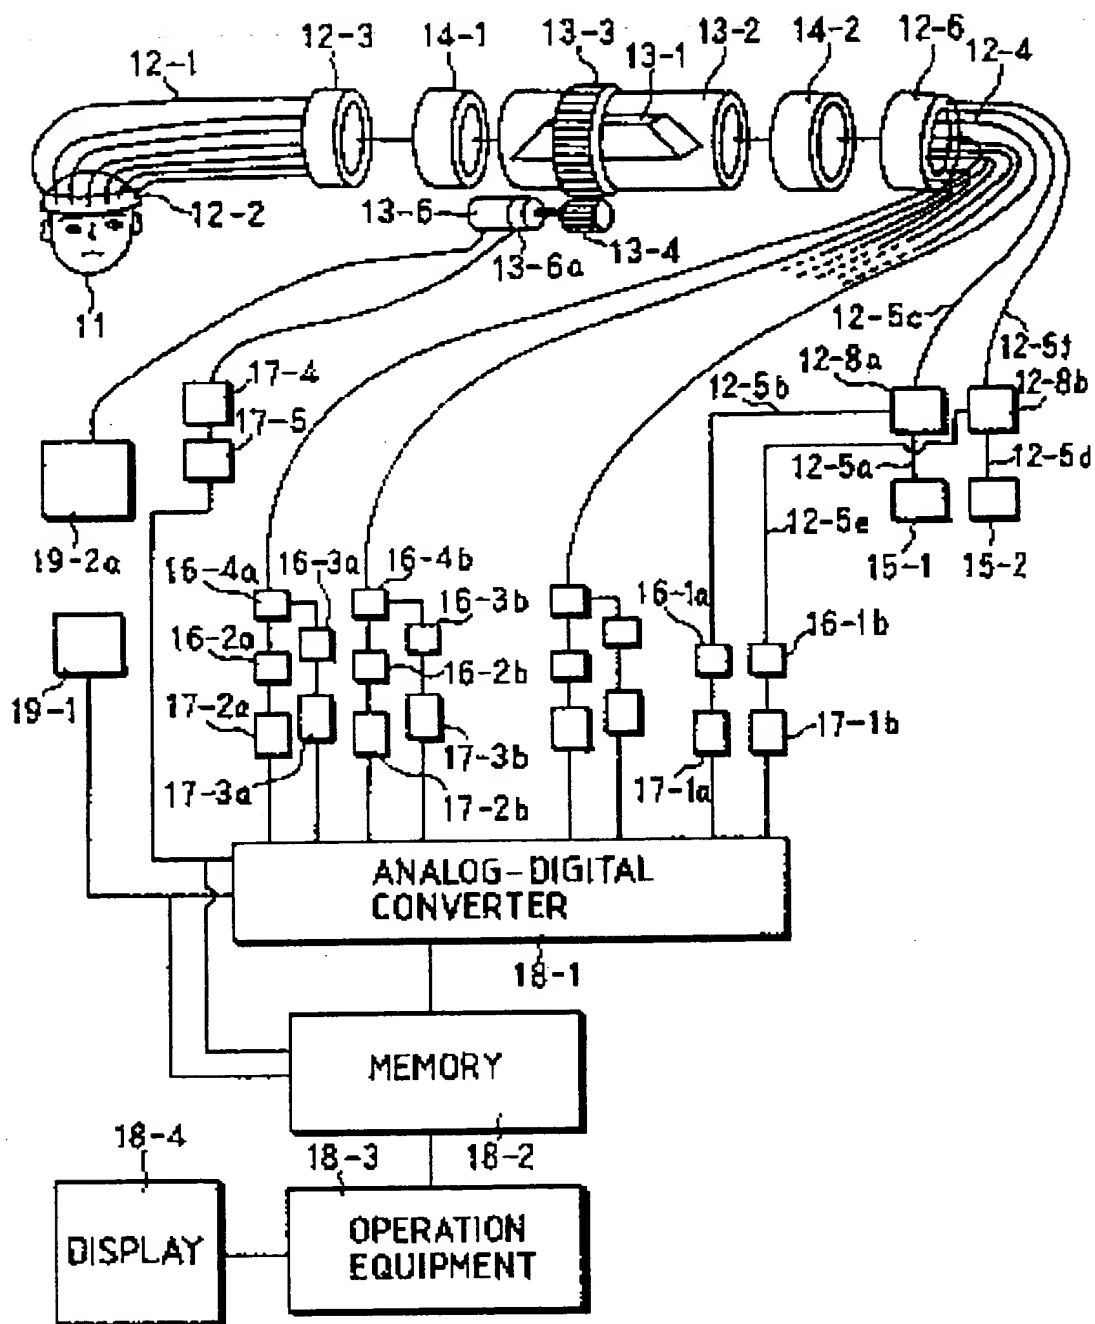 12-1
12-3
14-1
13-3
13-1
13-2
14-2
12-6
12-4
12-2
13-6
13-6a
13-4
11
12-5c
12-5f
17-4
17-5
12-5b
12-8a
12-8b
12-5a
12-5d
19-2a
12-5e
15-1
15-2
16-4a
16-3a
16-4b
16-3b
16-1a
16-1b
16-2a
16-2b
19-1
17-2a
17-3b
17-1b
17-3a
17-2b
17-1a
ANALOG-DIGITAL
CONVERTER
18-1
MEMORY
18-4
18-3
18-2
DISPLAY
OPERATION
EQUIPMENT